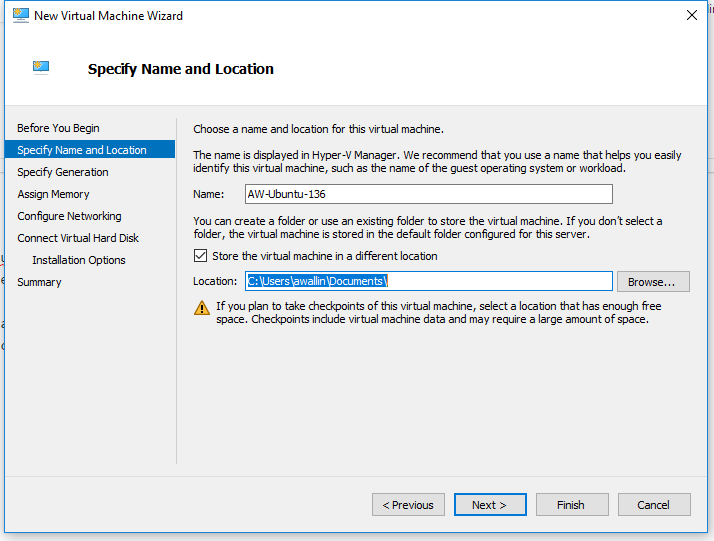 New Virtual Machine Wizard
Specify Name and Location
Before You Begin
Specify Name and Location
Specify Generation
Assign Memory
Configure Networking
Connect Virtual Hard Disk
Installation Options
Summary
Choose a name and location for this virtual machine.
The name is displayed in Hyper-V Manager. We recommend that you use a name that helps you easily
identify this virtual machine, such as the name of the guest operating system or workload.
Name: AW-Ubuntu-136
You can create a folder or use an existing folder to store the virtual machine. If you don't select a
folder, the virtual machine is stored in the default folder configured for this server.
Store the virtual machine in a different location
Location: C:\Users\awallin\Documents\ Browse...
If you plan to take checkpoints of this virtual machine, select a location that has enough free
space. Checkpoints include virtual machine data and may require a large amount of space.
< Previous Next > Finish Cancel